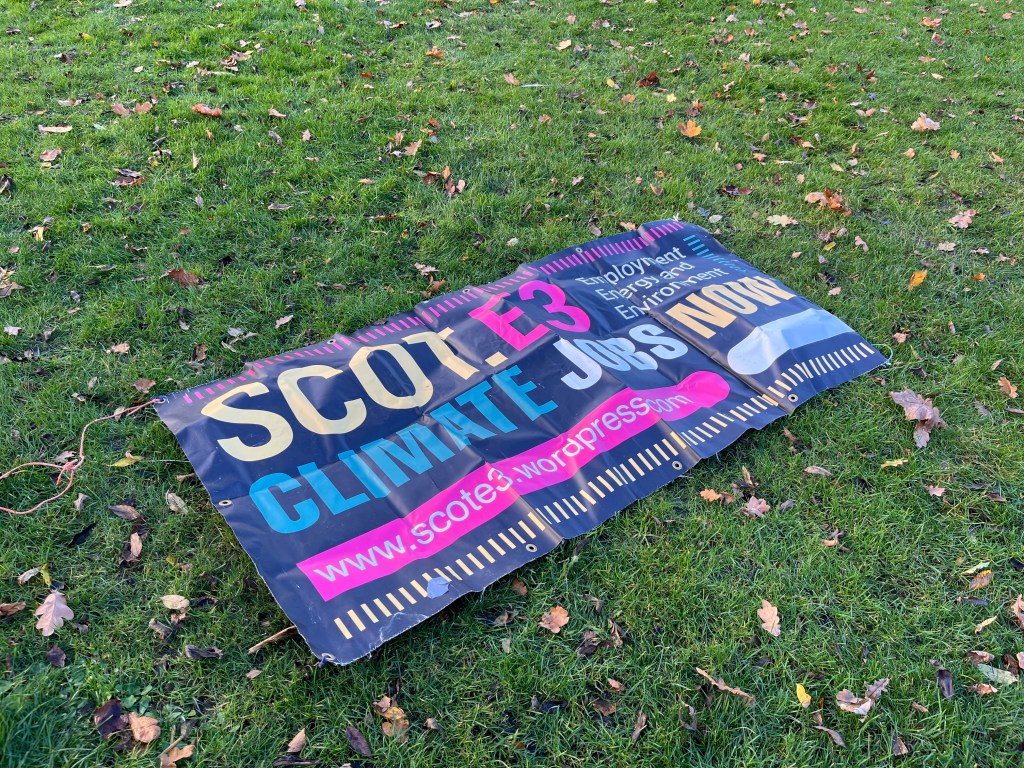 SCOT.E3
Employment
Energy and
Environment
CLIMATE JOBS NOW
www.scote3.wordpress.com